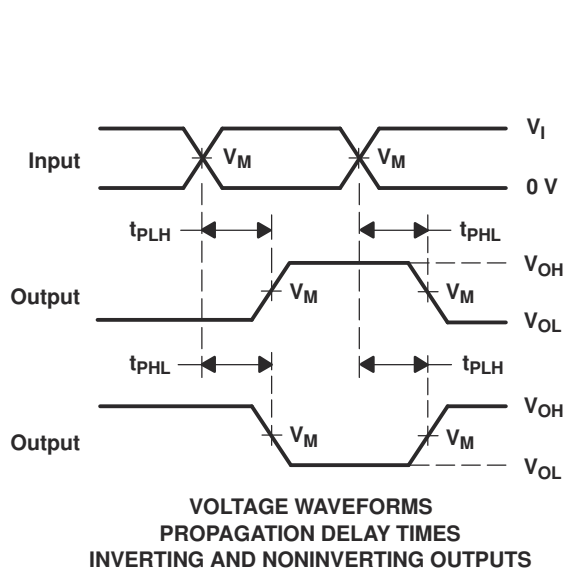 V_I
Input V_M V_M
0 V
t_PLH t_PHL
V_OH
Output V_M V_M
V_OL
t_PHL t_PLH
V_OH
Output V_M V_M
V_OL
VOLTAGE WAVEFORMS
PROPAGATION DELAY TIMES
INVERTING AND NONINVERTING OUTPUTS